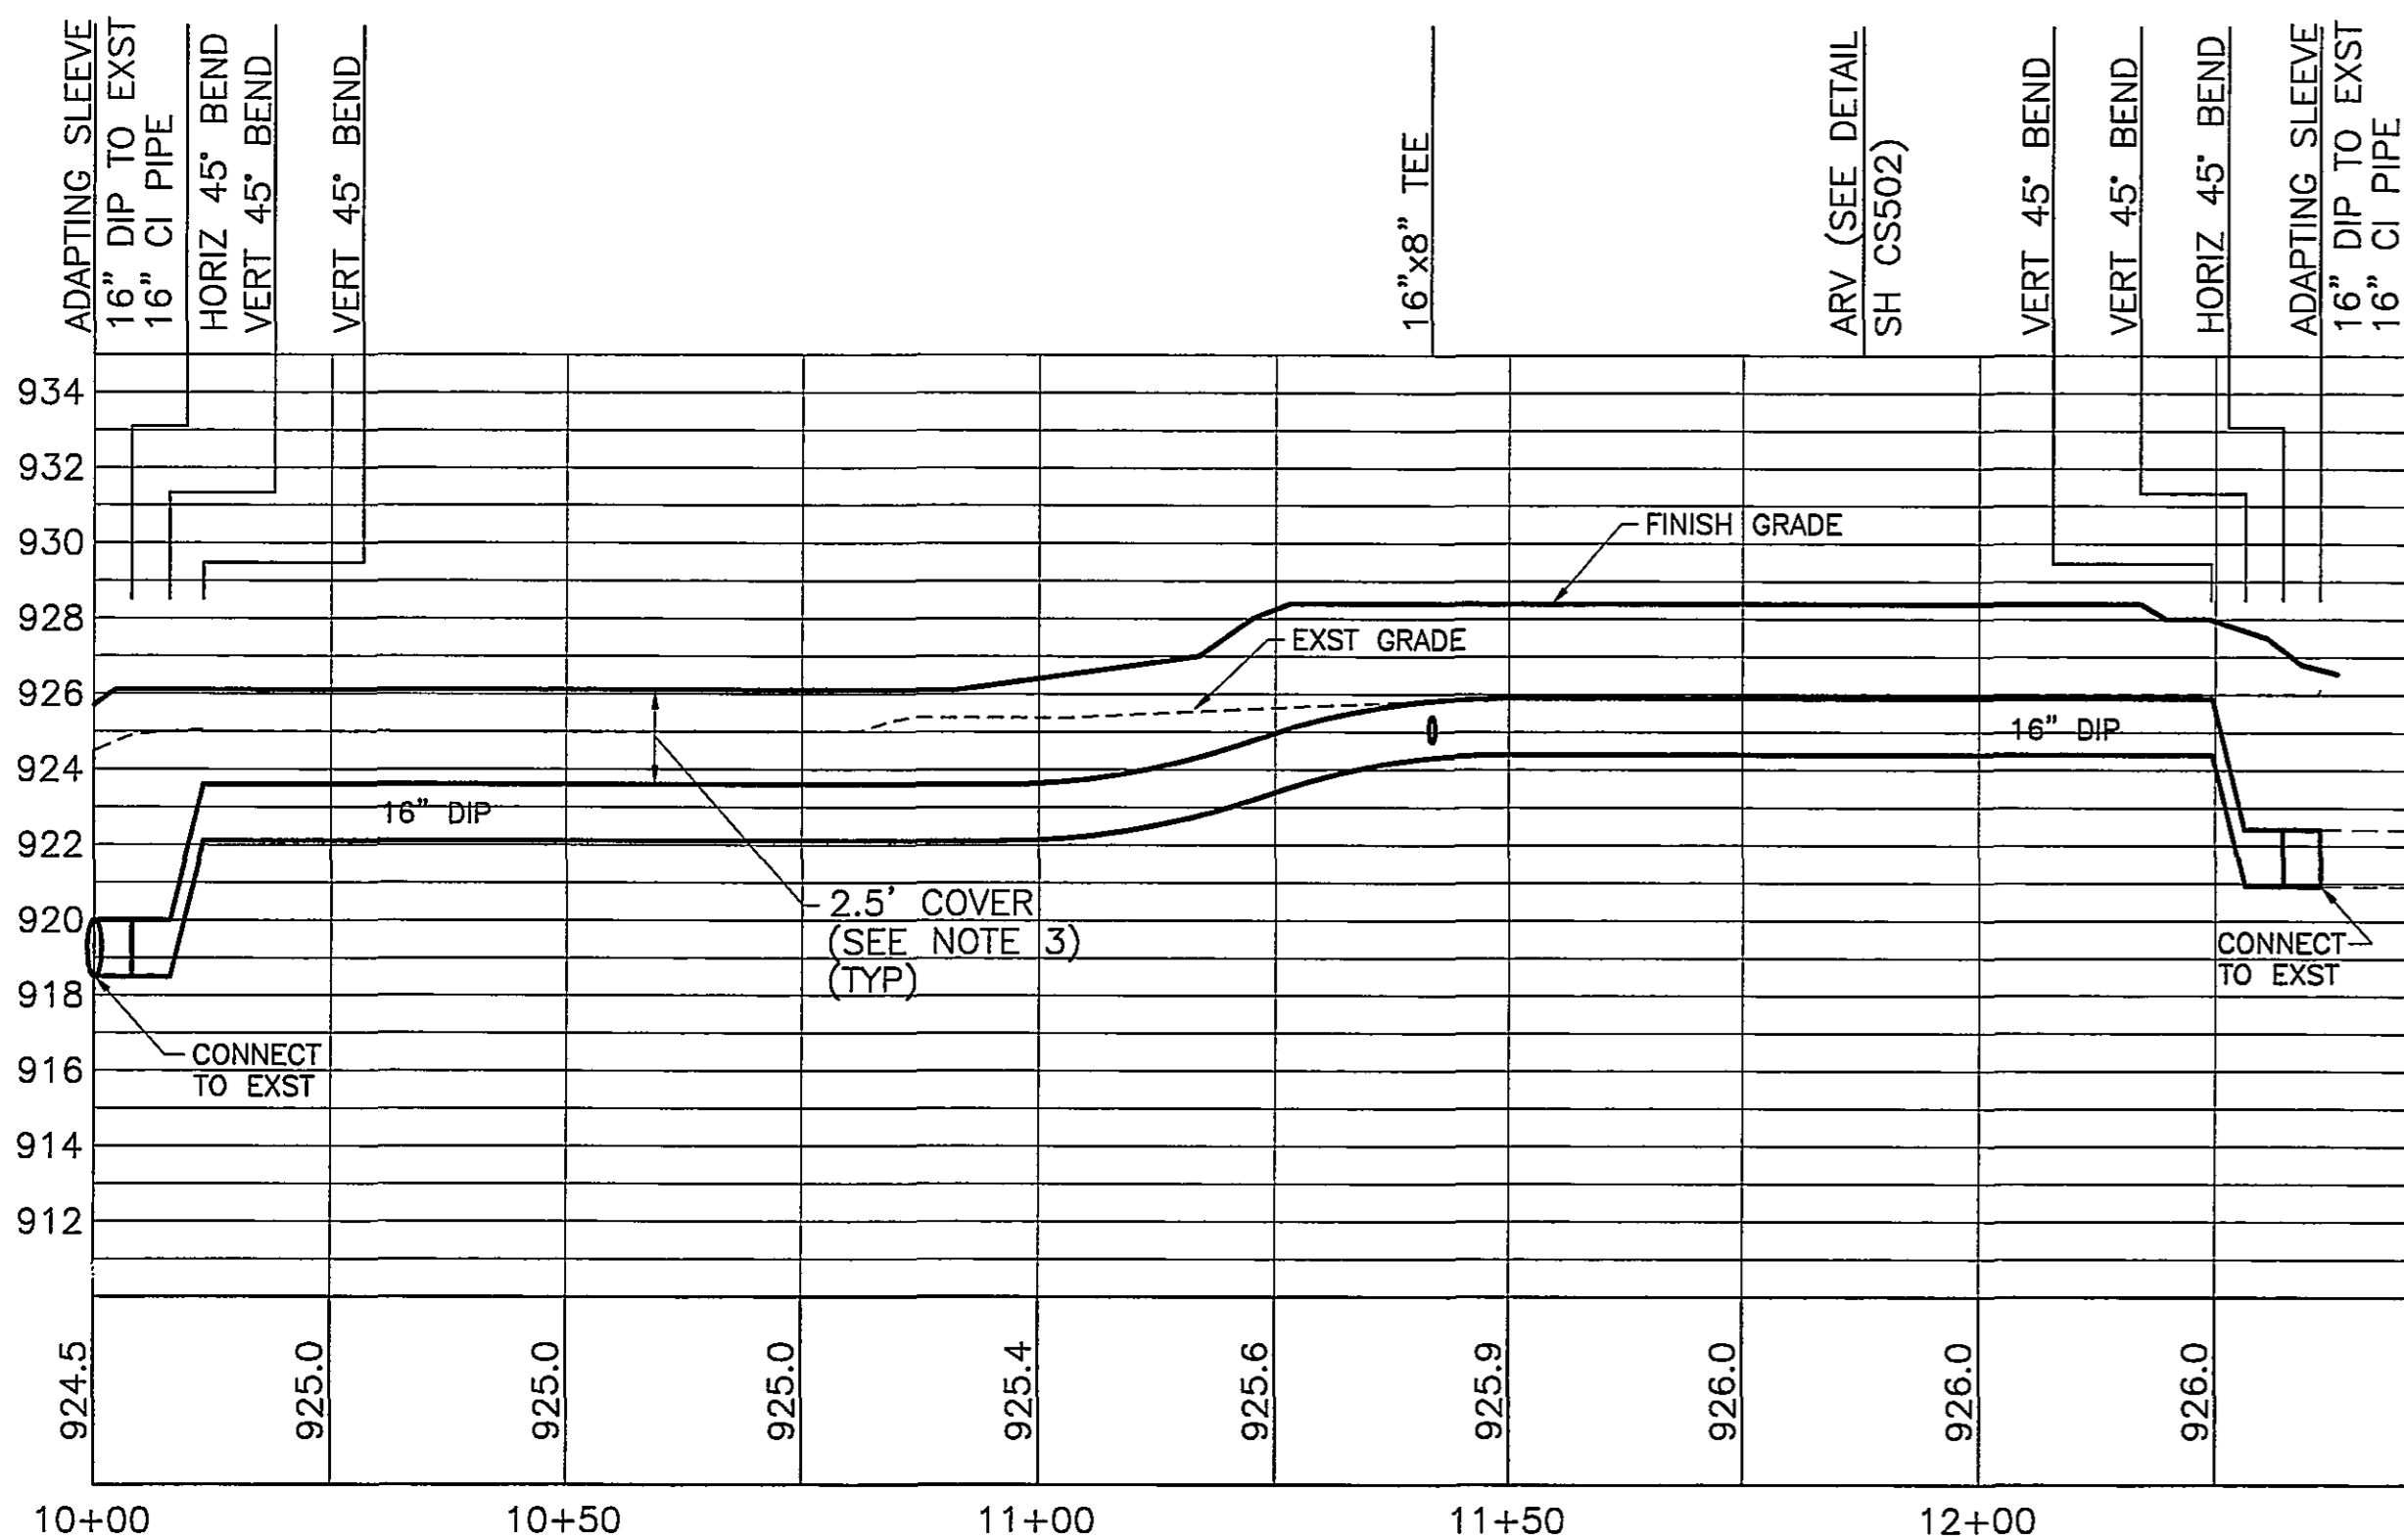 ADAPTING SLEEVE
16" DIP TO EXST
16" CI PIPE
HORIZ 45° BEND
VERT 45° BEND
VERT 45° BEND
16"x8" TEE
ARV (SEE DETAIL
SH CS502)
VERT 45° BEND
VERT 45° BEND
HORIZ 45° BEND
ADAPTING SLEEVE
16" DIP TO EXST
16" CI PIPE
934
932
930
928
926
924
922
920
918
916
914
912
FINISH GRADE
EXST GRADE
16" DIP
16" DIP
2.5' COVER
(SEE NOTE 3)
(TYP)
CONNECT
TO EXST
CONNECT
TO EXST
924.5
925.0
925.0
925.0
925.4
925.6
925.9
926.0
926.0
926.0
10+00
10+50
11+00
11+50
12+00